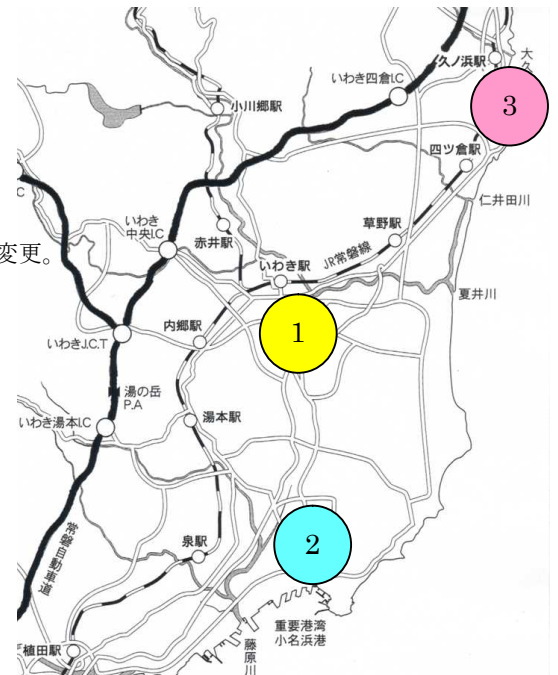 大久
久ノ浜駅
いわき四倉I.C
3
小川郷駅
四ツ倉駅
C
仁井田川
いわき
中央I.C
赤井駅
草野駅
変更。
いわき駅
JR常磐線
夏井川
1
内郷駅
いわきJ.C.T
湯の岳
P.A
湯本駅
いわき湯本I.C
2
泉駅
常磐自動車道
重要港湾
小名浜港
藤原川
植田駅